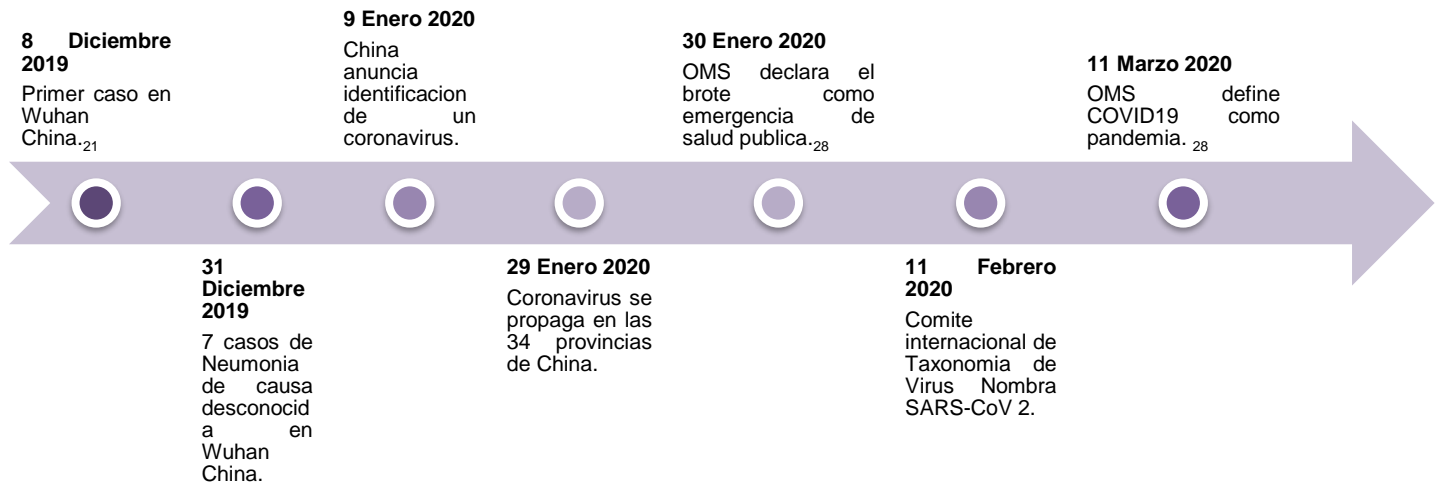 8 Diciembre
2019
Primer caso en
Wuhan
China.21
31
Diciembre
2019
7 casos de
Neumonia
de causa
desconocid
a en
Wuhan
China.
9 Enero 2020
China
anuncia
identificacion
de un
coronavirus.
29 Enero 2020
Coronavirus se
propaga en las
34 provincias
de China.
30 Enero 2020
OMS declara el
brote como
emergencia de
salud publica.28
11 Febrero
2020
Comite
internacional de
Taxonomia de
Virus Nombra
SARS-CoV 2.
11 Marzo 2020
OMS define
COVID19 como
pandemia. 28